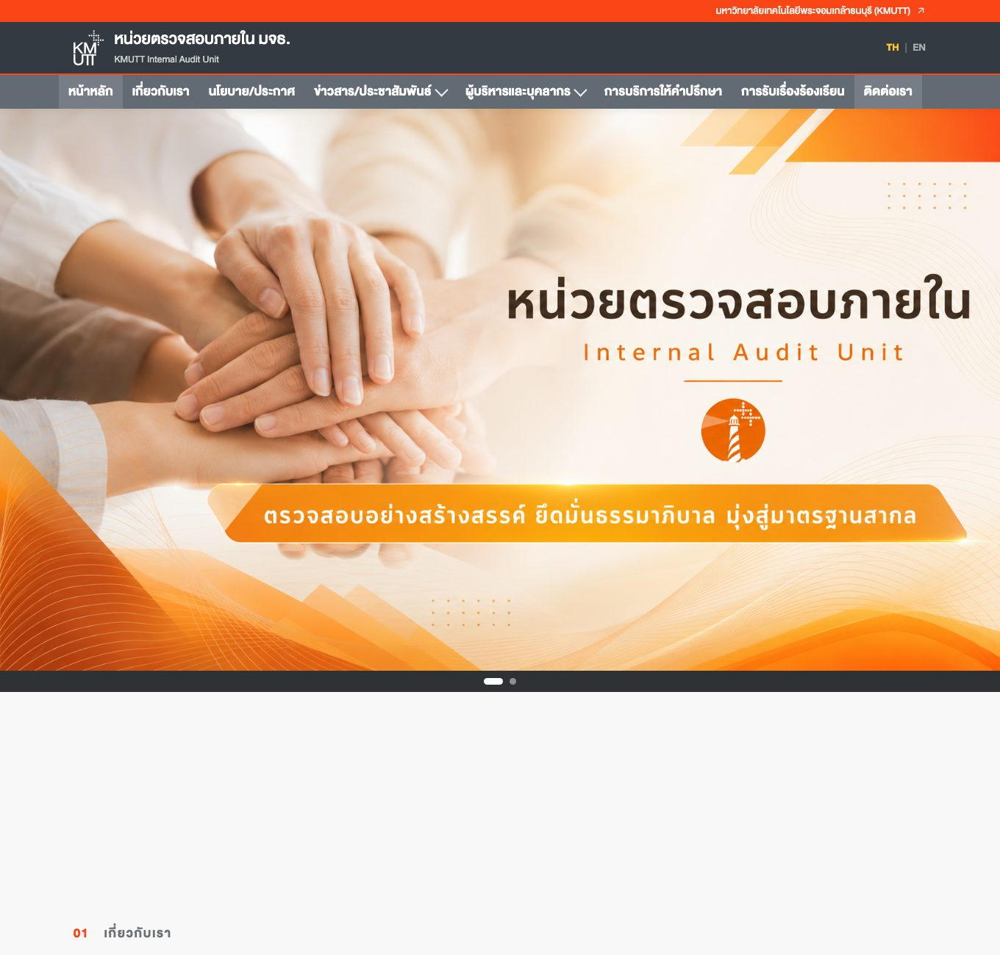 มหาวิทยาลัยเทคโนโลยีพระจอมเกล้าธนบุรี (KMUTT)
KM
UTT
หน่วยตรวจสอบภายใน มจธ.
KMUTT Internal Audit Unit
TH | EN
หน้าหลัก เกี่ยวกับเรา นโยบาย/ประกาศ ข่าวสาร/ประชาสัมพันธ์ ผู้บริหารและบุคลากร การบริการให้คำปรึกษา การรับเรื่องร้องเรียน ติดต่อเรา
หน่วยตรวจสอบภายใน
Internal Audit Unit
ตรวจสอบอย่างสร้างสรรค์ ยึดมั่นธรรมาภิบาล มุ่งสู่มาตรฐานสากล
01 เกี่ยวกับเรา